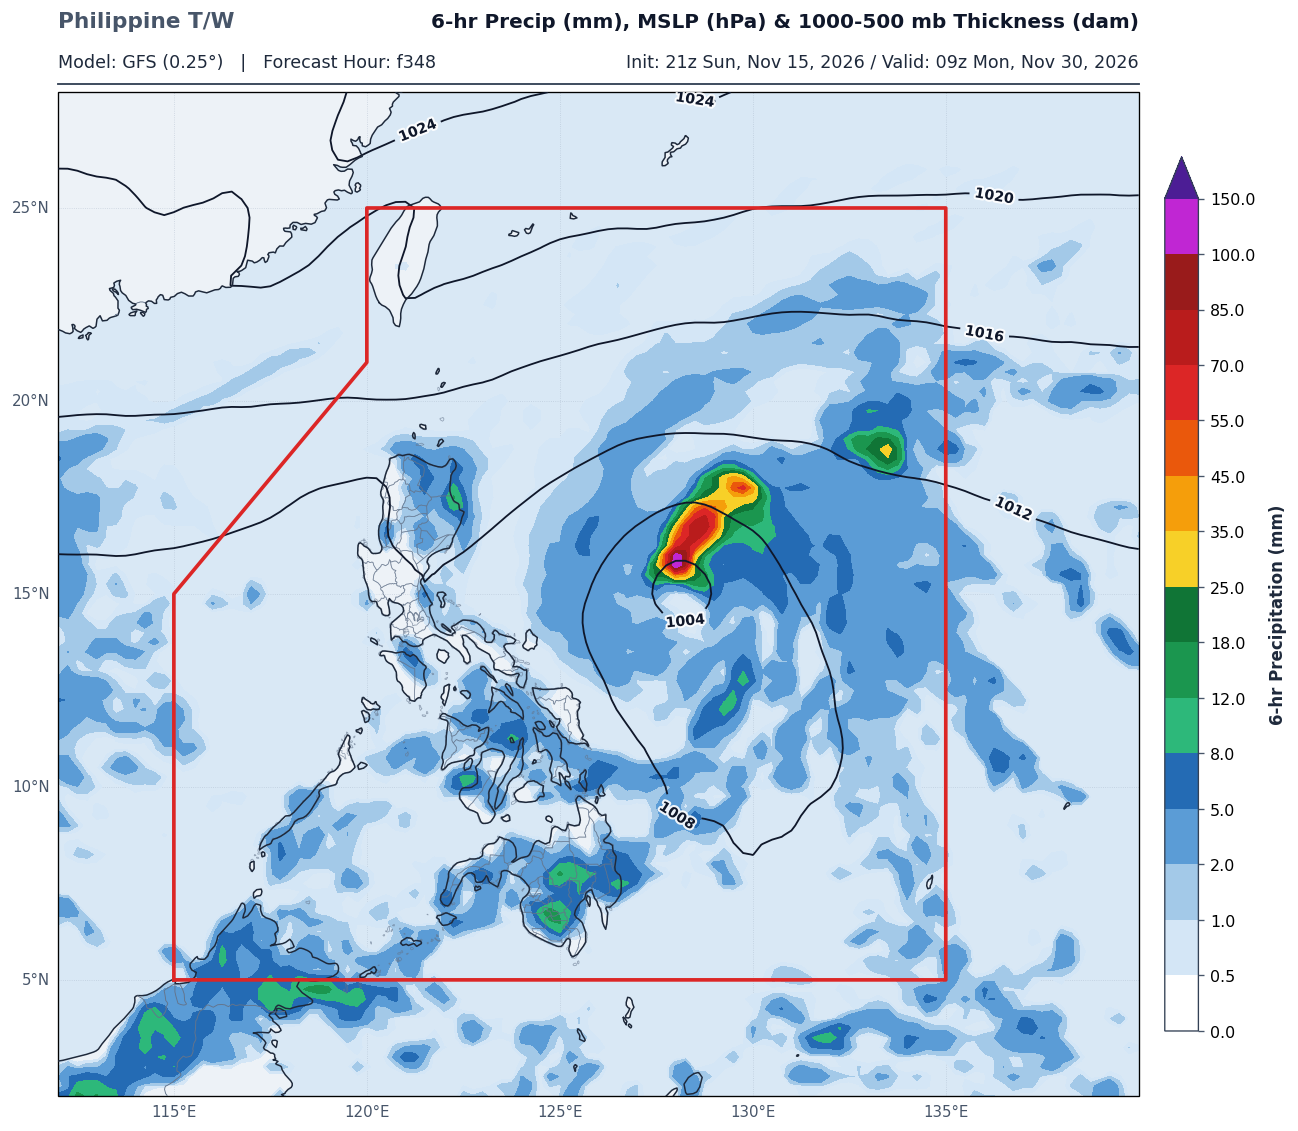 Philippine T/W
6-hr Precip (mm), MSLP (hPa) & 1000-500 mb Thickness (dam)
Model: GFS (0.25°) | Forecast Hour: f348
Init: 21z Sun, Nov 15, 2026 / Valid: 09z Mon, Nov 30, 2026
1024
1024
1020
1016
1012
1004
1008
25°N
20°N
15°N
10°N
5°N
115°E
120°E
125°E
130°E
135°E
150.0
100.0
85.0
70.0
55.0
45.0
35.0
25.0
18.0
12.0
8.0
5.0
2.0
1.0
0.5
0.0
6-hr Precipitation (mm)